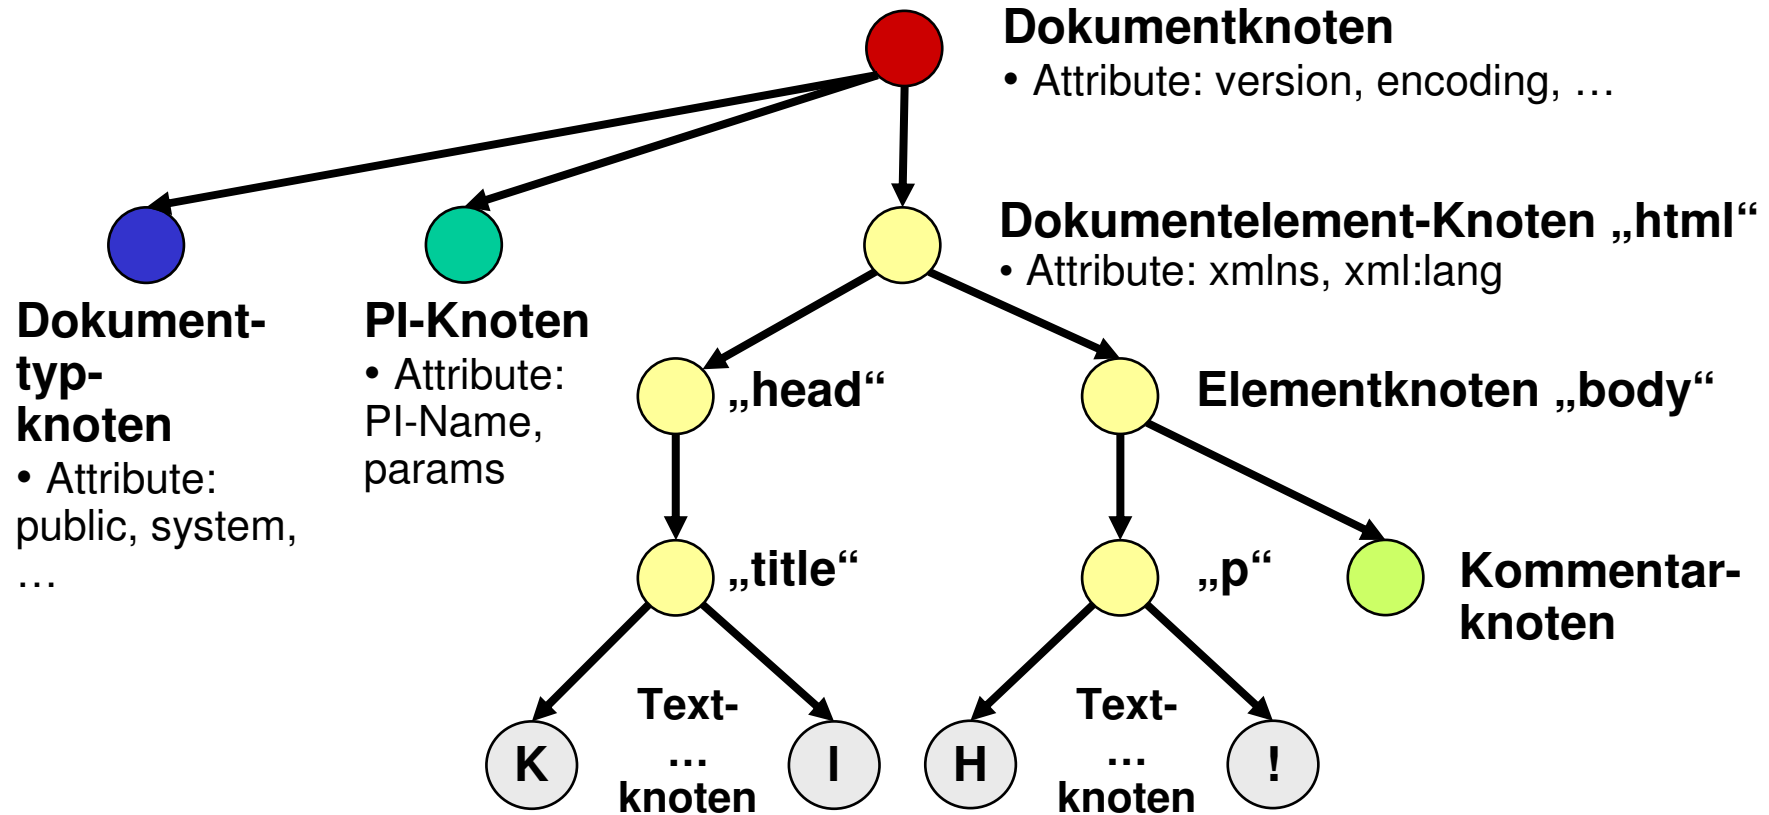 Dokumentknoten
• Attribute: version, encoding, …
Dokumentelement-Knoten „html“
• Attribute: xmlns, xml:lang
Dokument-
typ-
knoten
• Attribute:
public, system,
…
PI-Knoten
• Attribute:
PI-Name,
params
„head“
Elementknoten „body“
„title“
„p“
Kommentar-
knoten
K
Text-
…
knoten
I
H
Text-
…
knoten
!